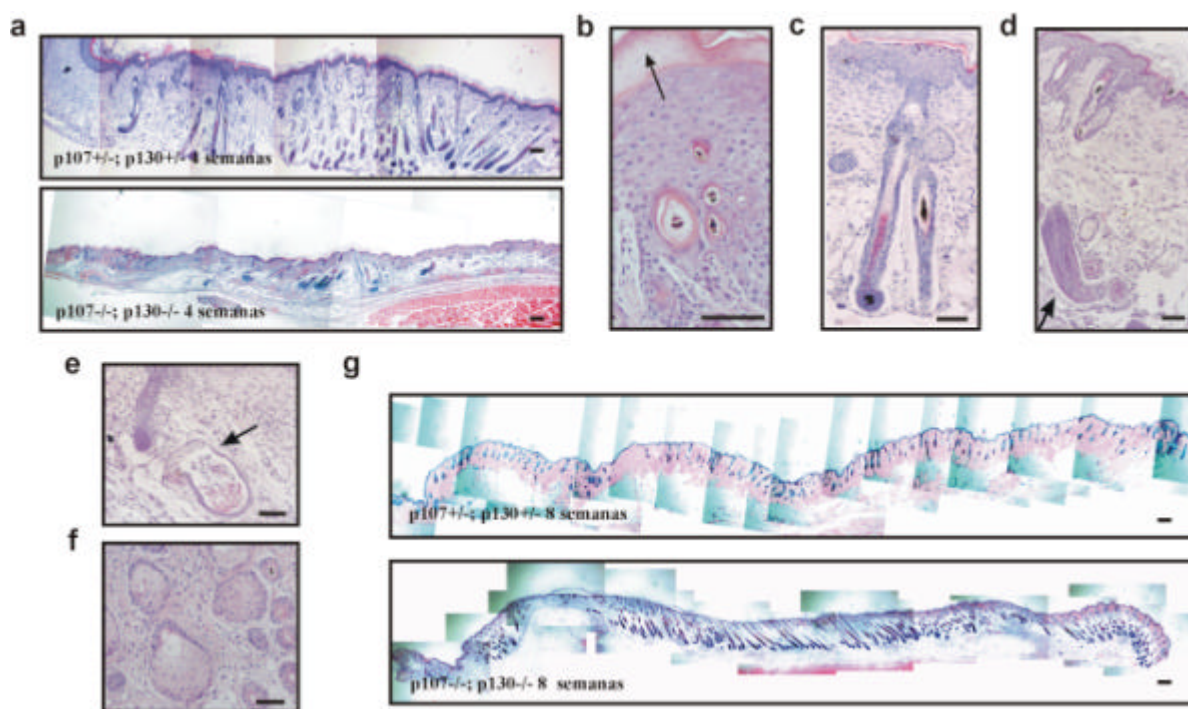 a
p107+/-; p130+/- 4 semanas
p107-/-; p130-/- 4 semanas
b
c
d
e
f
g
p107+/-; p130+/- 8 semanas
p107-/-; p130-/- 8 semanas